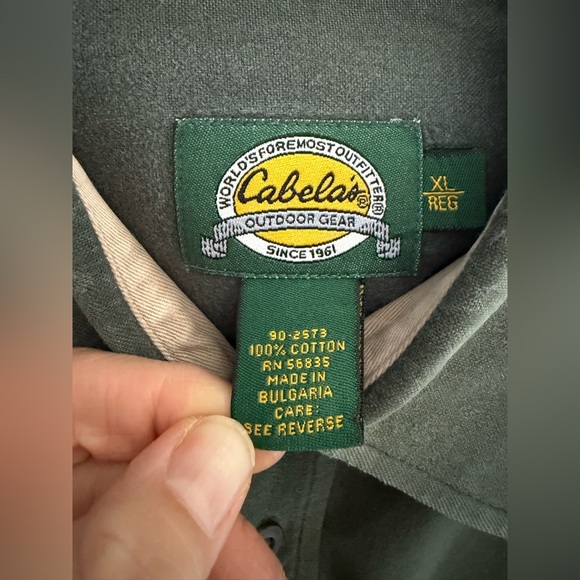 WORLD'S FOREMOST OUTFITTER®
Cabela's®
OUTDOOR GEAR
SINCE 1961
XL
REG
90-2573
100% COTTON
RN 56835
MADE IN
BULGARIA
CARE:
SEE REVERSE